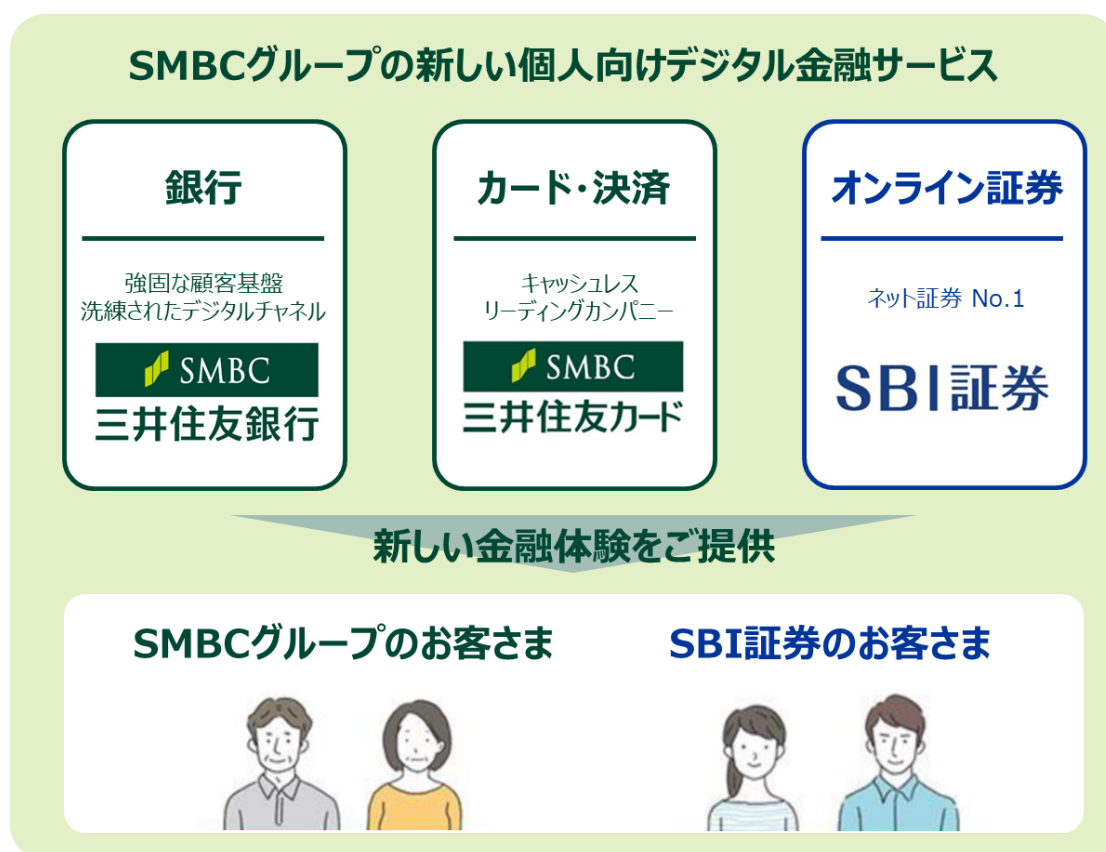 SMBCグループの新しい個人向けデジタル金融サービス
銀行
強固な顧客基盤
洗練されたデジタルチャネル
SMBC
三井住友銀行
カード・決済
キャッシュレス
リーディングカンパニー
SMBC
三井住友カード
オンライン証券
ネット証券 No.1
SBI証券
新しい金融体験をご提供
SMBCグループのお客さま
SBI証券のお客さま